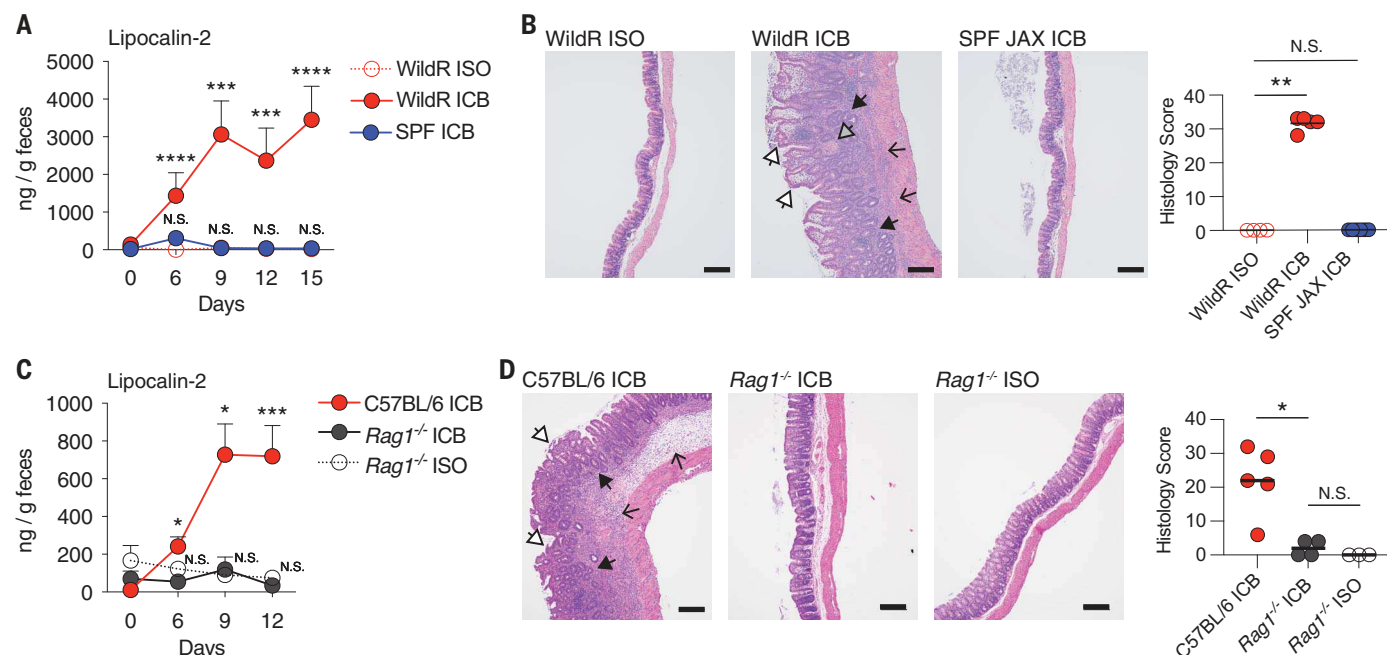 A
Lipocalin-2
ng / g feces
5000
4000
3000
2000
1000
0
****
***
***
****
N.S.
N.S.
N.S.
N.S.
0 6 9 12 15
Days
WildR ISO
WildR ICB
SPF ICB
B
WildR ISO
WildR ICB
SPF JAX ICB
Histology Score
40
30
20
10
0
N.S.
**
WildR ISO
WildR ICB
SPF JAX ICB
C
Lipocalin-2
ng / g feces
1000
800
600
400
200
0
*
*
***
N.S.
N.S.
N.S.
0 6 9 12
Days
C57BL/6 ICB
Rag1-/- ICB
Rag1-/- ISO
D
C57BL/6 ICB
Rag1-/- ICB
Rag1-/- ISO
Histology Score
40
30
20
10
0
*
N.S.
C57BL/6 ICB
Rag1-/- ICB
Rag1-/- ISO